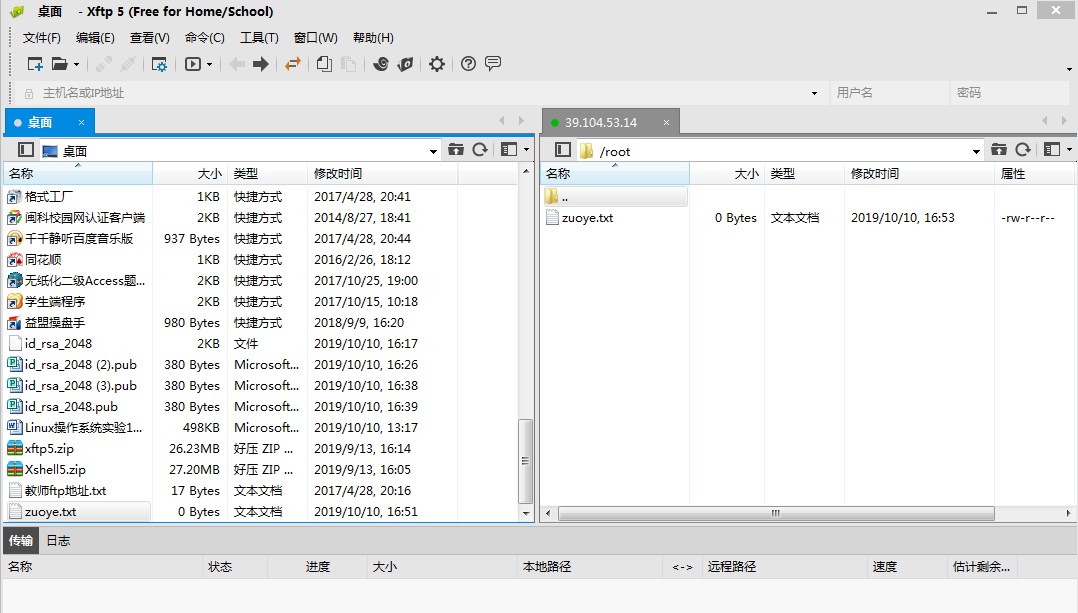 桌面 - Xftp 5 (Free for Home/School)
文件(F) 编辑(E) 查看(V) 命令(C) 工具(T) 窗口(W) 帮助(H)
主机名或IP地址 用户名 密码
桌面 × 39.104.53.14 ×
桌面 /root
名称 大小 类型 修改时间 名称 大小 类型 修改时间 属性
格式工厂 1KB 快捷方式 2017/4/28, 20:41 ..
闽科校园网认证客户端 2KB 快捷方式 2014/8/27, 18:41 zuoye.txt 0 Bytes 文本文档 2019/10/10, 16:53 -rw-r--r--
千千静听百度音乐版 937 Bytes 快捷方式 2017/4/28, 20:44
同花顺 1KB 快捷方式 2016/2/26, 18:12
无纸化二级Access题... 2KB 快捷方式 2017/10/25, 19:00
学生端程序 2KB 快捷方式 2017/10/15, 10:18
益盟操盘手 980 Bytes 快捷方式 2018/9/9, 16:20
id_rsa_2048 2KB 文件 2019/10/10, 16:17
id_rsa_2048 (2).pub 380 Bytes Microsoft... 2019/10/10, 16:26
id_rsa_2048 (3).pub 380 Bytes Microsoft... 2019/10/10, 16:38
id_rsa_2048.pub 380 Bytes Microsoft... 2019/10/10, 16:39
Linux操作系统实验1... 498KB Microsoft... 2019/10/10, 13:17
xftp5.zip 26.23MB 好压 ZIP ... 2019/9/13, 16:14
Xshell5.zip 27.20MB 好压 ZIP ... 2019/9/13, 16:05
教师ftp地址.txt 17 Bytes 文本文档 2017/4/28, 20:16
zuoye.txt 0 Bytes 文本文档 2019/10/10, 16:51
传输 日志
名称 状态 进度 大小 本地路径 <-> 远程路径 速度 估计剩余...